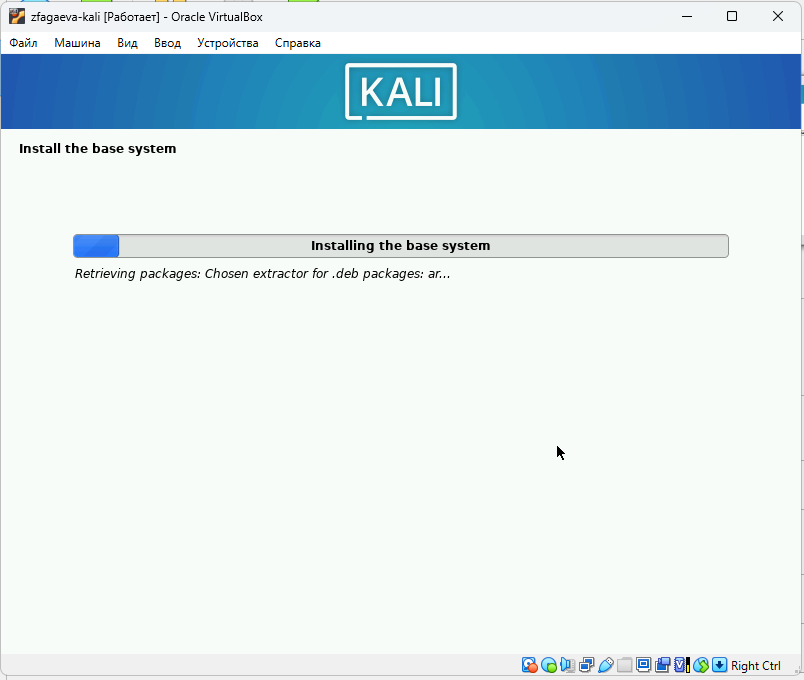 zfagaeva-kali [Работает] - Oracle VirtualBox
Файл Машина Вид Ввод Устройства Справка
KALI
Install the base system
Installing the base system
Retrieving packages: Chosen extractor for .deb packages: ar...
Right Ctrl